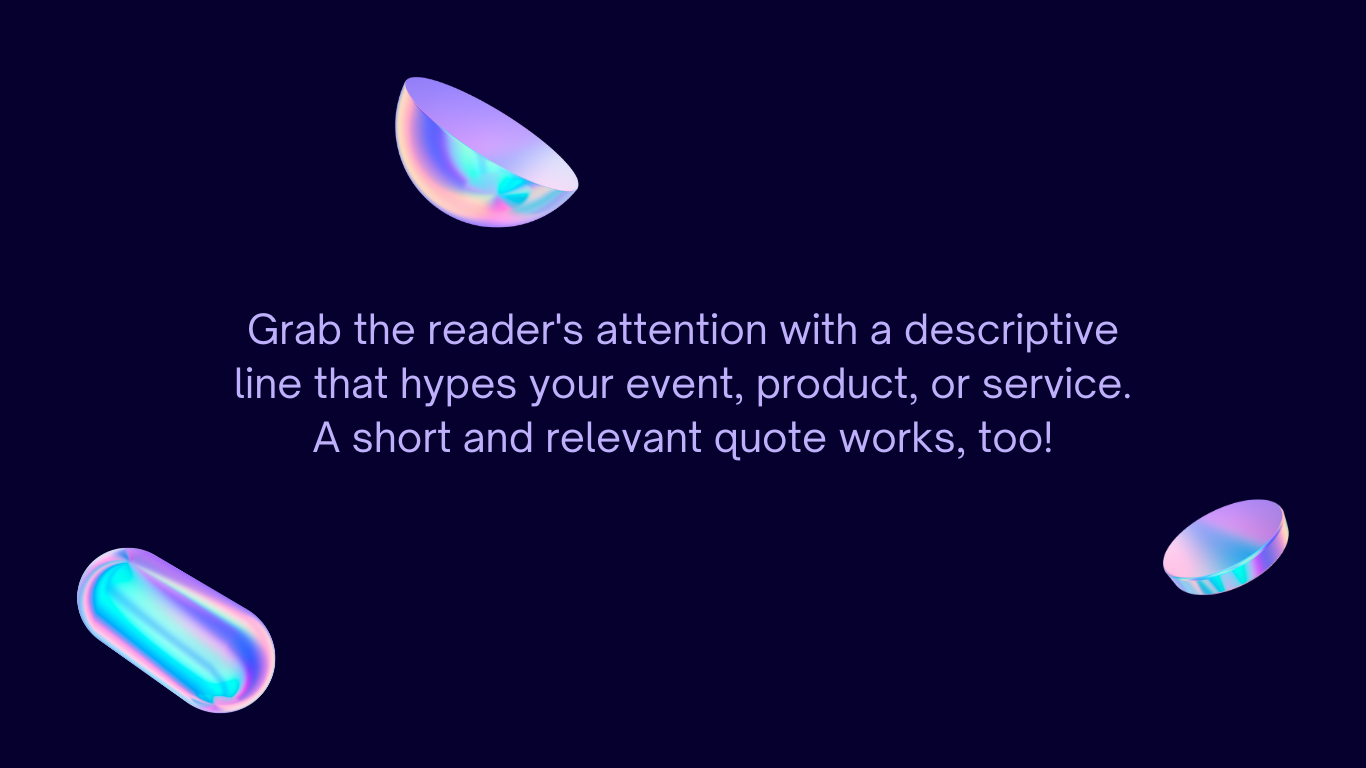 Grab the reader's attention with a descriptive
line that hypes your event, product, or service.
A short and relevant quote works, too!